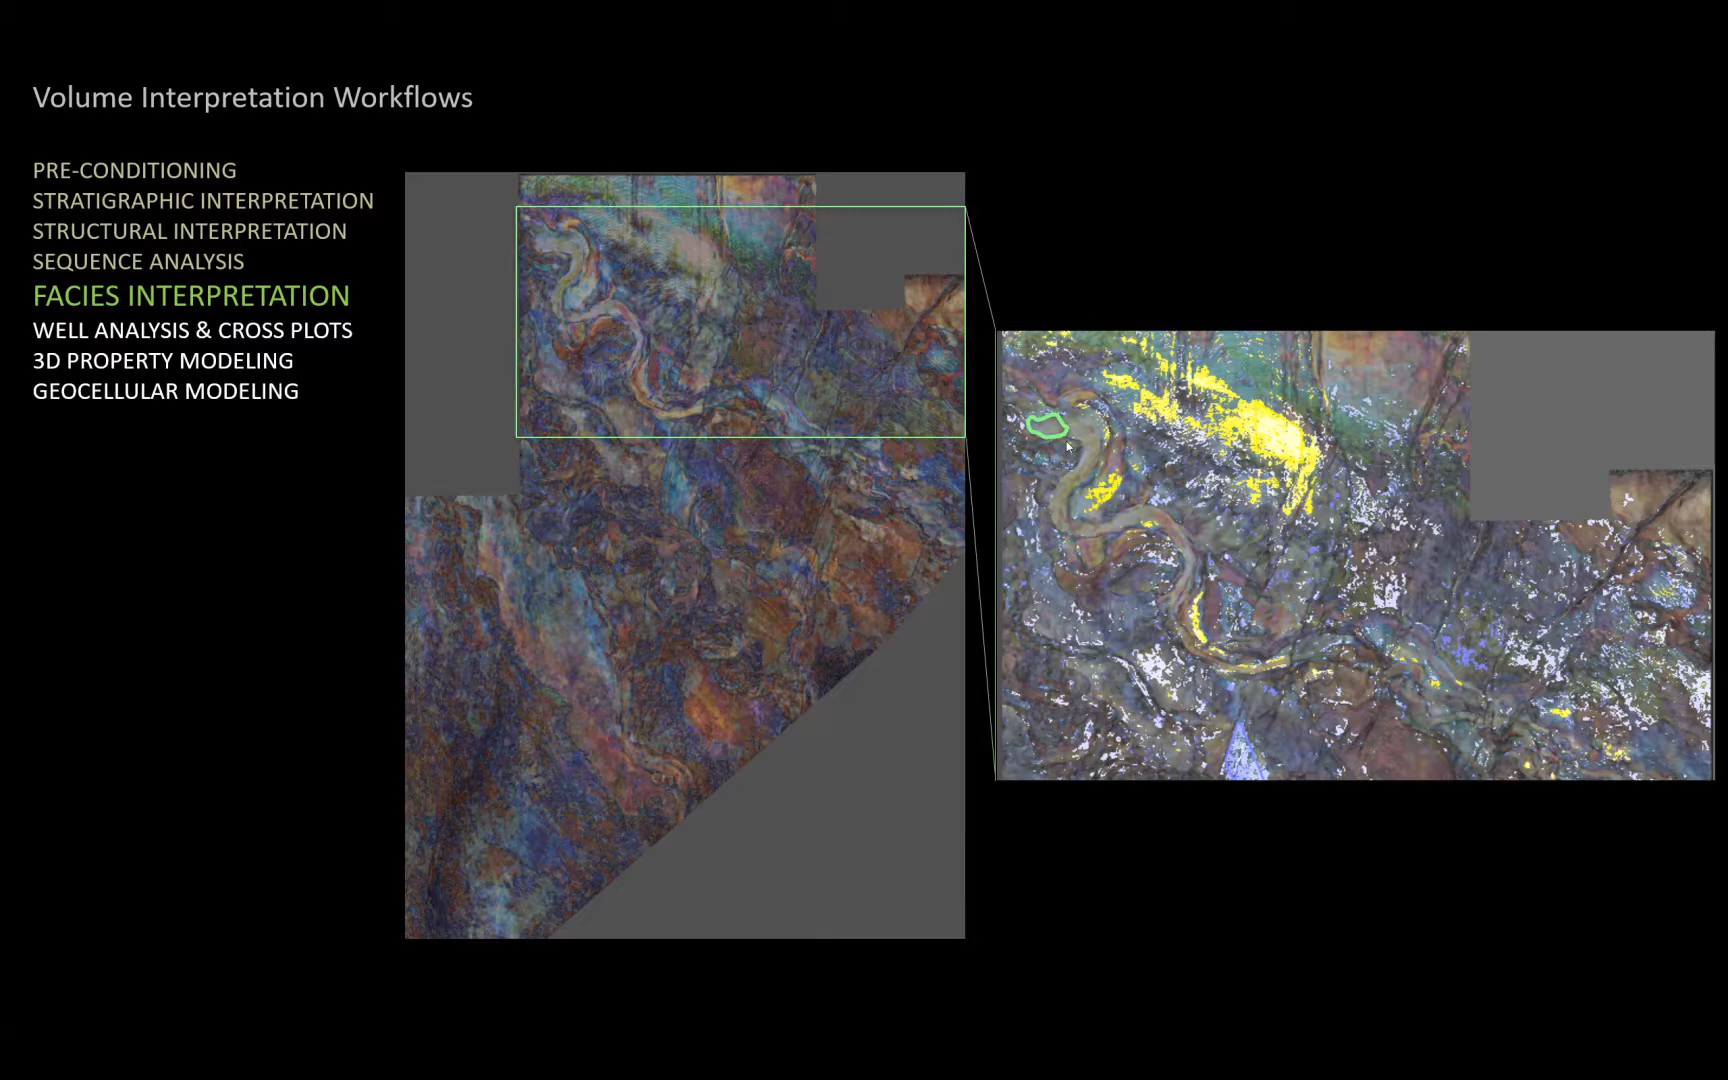 Volume Interpretation Workflows
PRE-CONDITIONING
STRATIGRAPHIC INTERPRETATION
STRUCTURAL INTERPRETATION
SEQUENCE ANALYSIS
FACIES INTERPRETATION
WELL ANALYSIS & CROSS PLOTS
3D PROPERTY MODELING
GEOCELLULAR MODELING